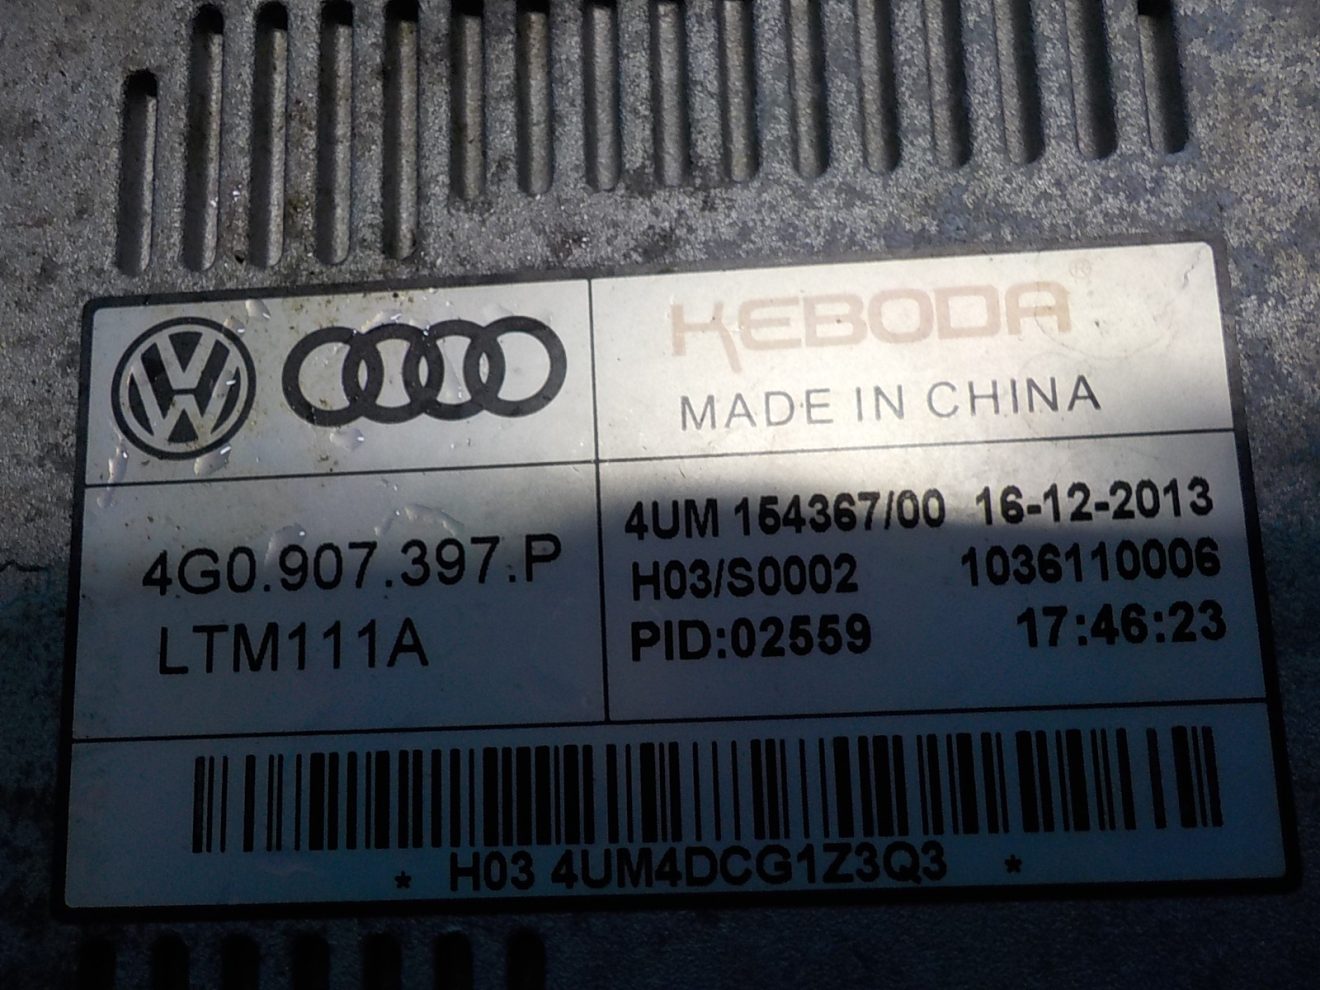 KEBODA®
MADE IN CHINA
4G0.907.397.P
LTM111A
4UM 154367/00 16-12-2013
H03/S0002 1036110006
PID:02559 17:46:23
* H03 4UM4DCG1Z3Q3 *